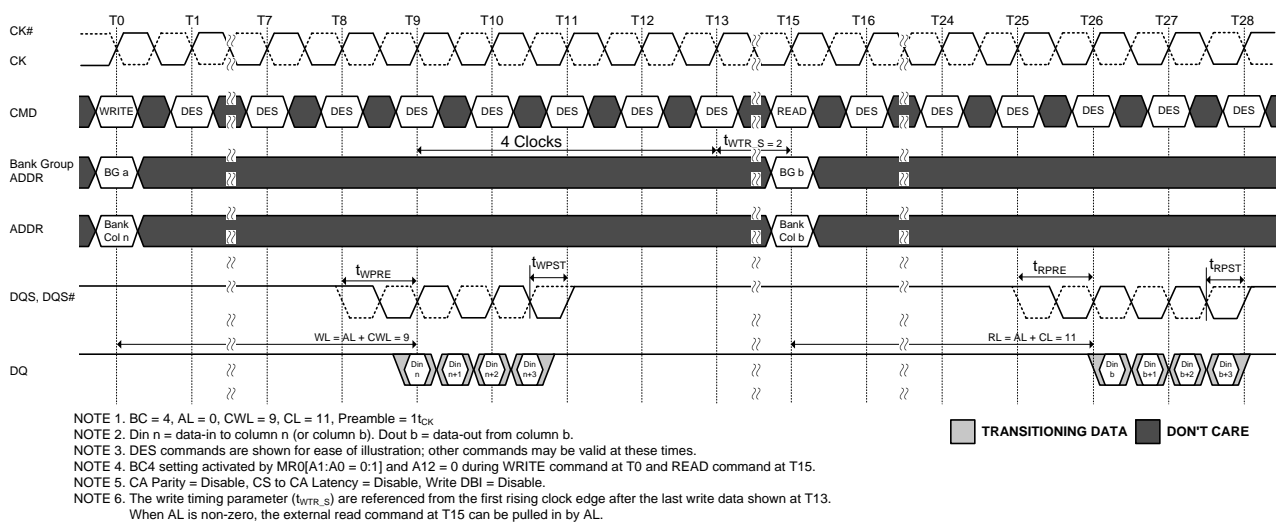 T0 T1 T7 T8 T9 T10 T11 T12 T13 T15 T16 T24 T25 T26 T27 T28
CK#
CK
CMD WRITE DES DES DES DES DES DES DES DES READ DES DES DES DES DES DES
4 Clocks tWTR_S = 2
Bank Group
ADDR
BG a BG b
ADDR
Bank
Col n
Bank
Col b
tWPRE tWPST tRPRE tRPST
DQS, DQS#
WL = AL + CWL = 9 RL = AL + CL = 11
DQ
Din
n
Din
n+1
Din
n+2
Din
n+3
Din
b
Din
b+1
Din
b+2
Din
b+3
NOTE 1. BC = 4, AL = 0, CWL = 9, CL = 11, Preamble = 1tCK
NOTE 2. Din n = data-in to column n (or column b). Dout b = data-out from column b.
NOTE 3. DES commands are shown for ease of illustration; other commands may be valid at these times.
NOTE 4. BC4 setting activated by MR0[A1:A0 = 0:1] and A12 = 0 during WRITE command at T0 and READ command at T15.
NOTE 5. CA Parity = Disable, CS to CA Latency = Disable, Write DBI = Disable.
NOTE 6. The write timing parameter (tWTR_S) are referenced from the first rising clock edge after the last write data shown at T13.
When AL is non-zero, the external read command at T15 can be pulled in by AL.
TRANSITIONING DATA DON'T CARE